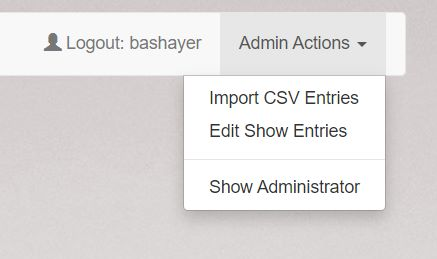 Logout: bashayer Admin Actions
Import CSV Entries
Edit Show Entries
Show Administrator